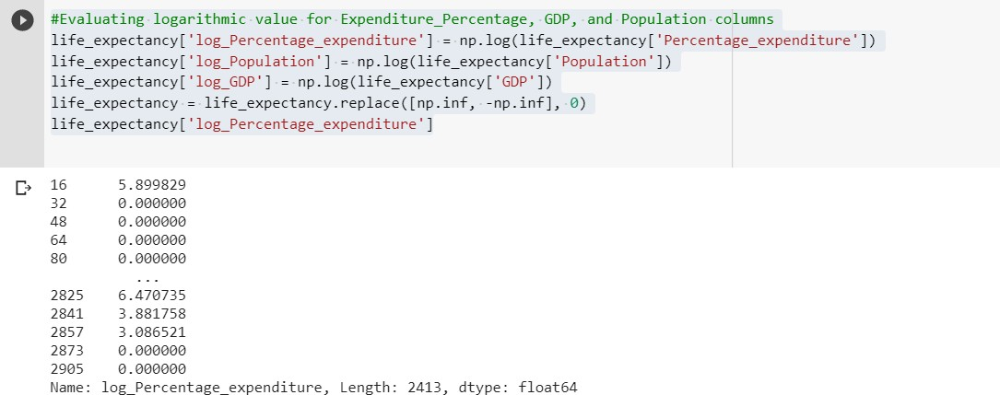 #Evaluating logarithmic value for Expenditure_Percentage, GDP, and Population columns
life_expectancy['log_Percentage_expenditure'] = np.log(life_expectancy['Percentage_expenditure'])
life_expectancy['log_Population'] = np.log(life_expectancy['Population'])
life_expectancy['log_GDP'] = np.log(life_expectancy['GDP'])
life_expectancy = life_expectancy.replace([np.inf, -np.inf], 0)
life_expectancy['log_Percentage_expenditure']
16 5.899829
32 0.000000
48 0.000000
64 0.000000
80 0.000000
...
2825 6.470735
2841 3.881758
2857 3.086521
2873 0.000000
2905 0.000000
Name: log_Percentage_expenditure, Length: 2413, dtype: float64